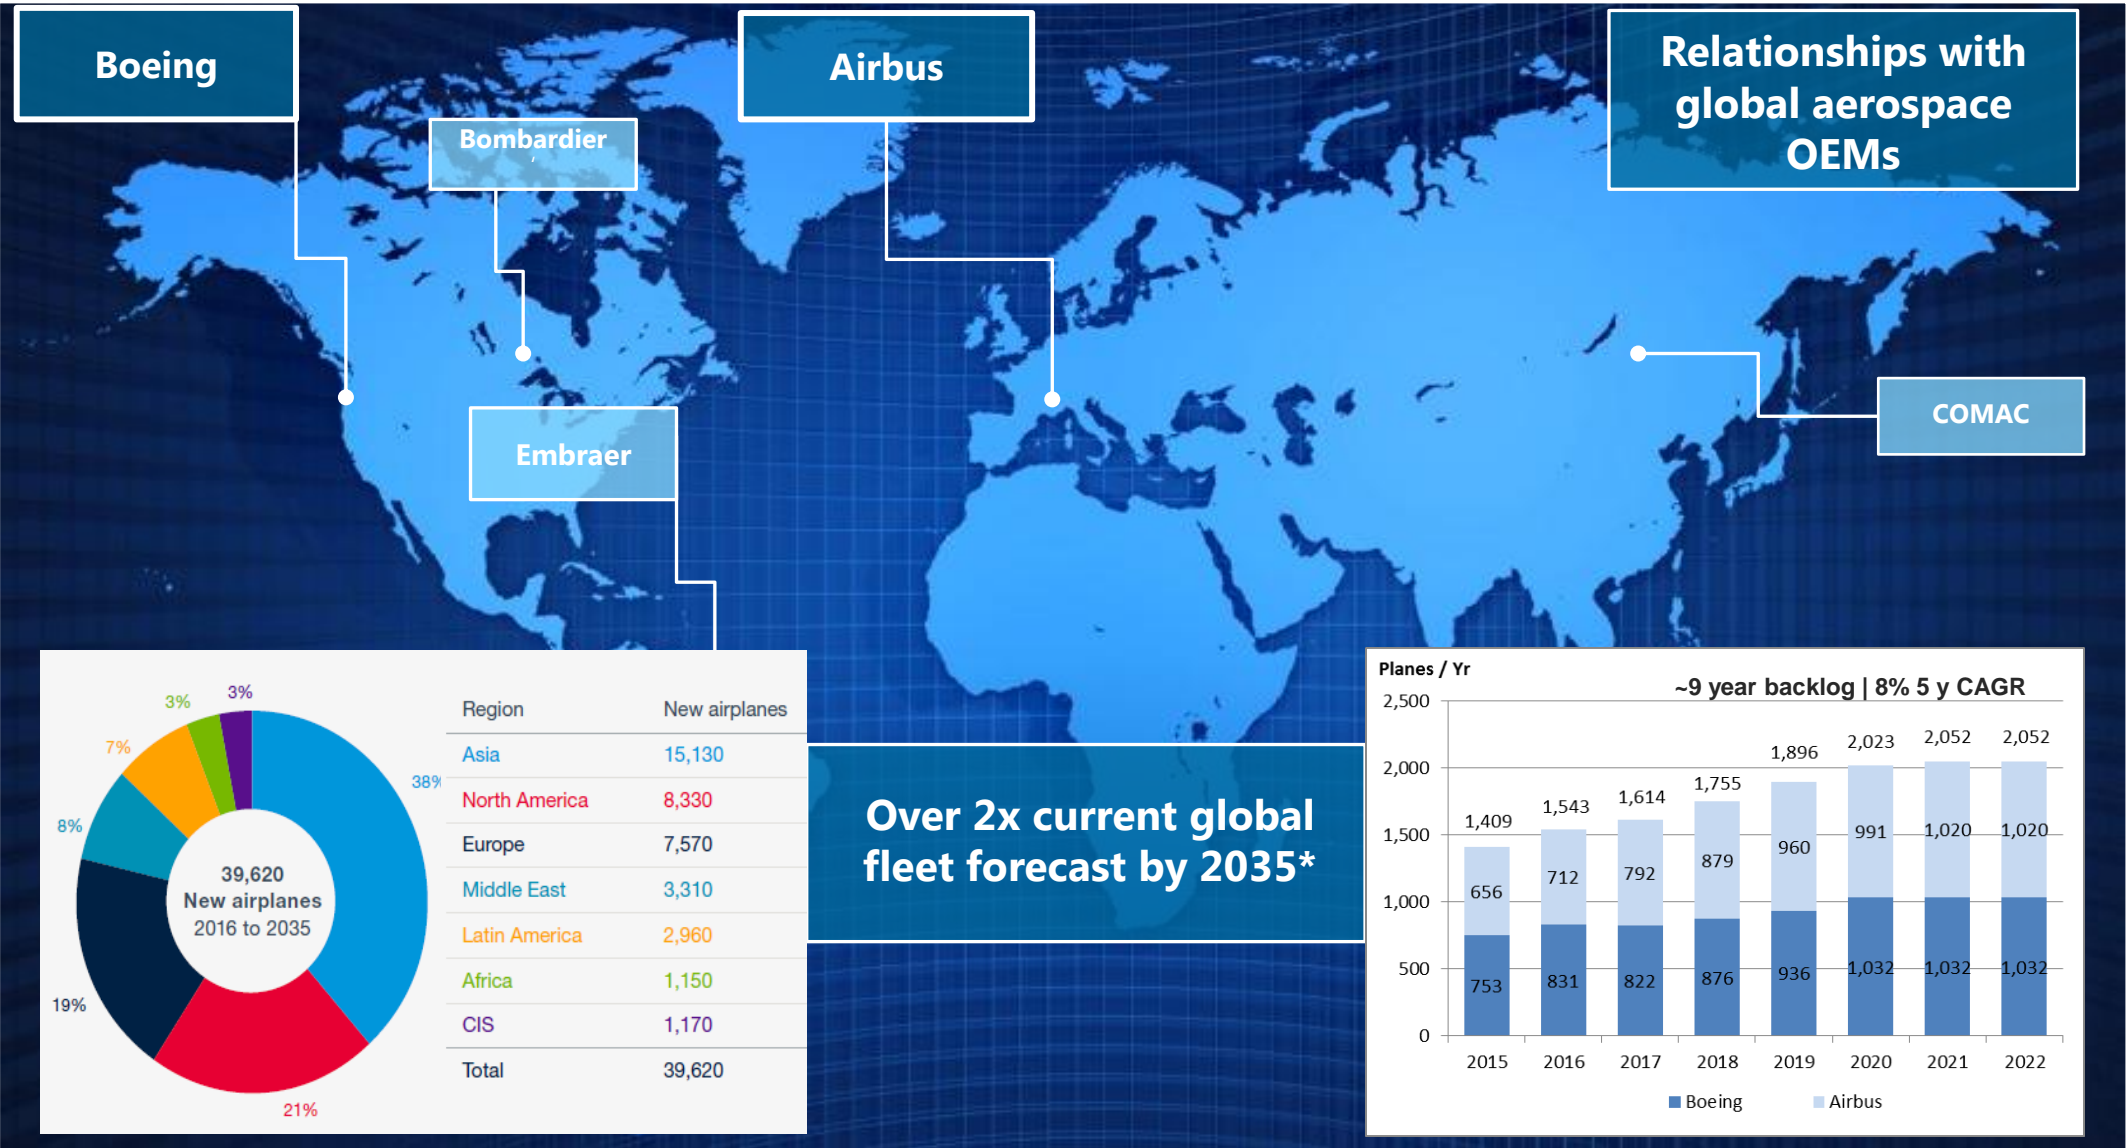 Boeing
Airbus
Relationships with
global aerospace
OEMs
Bombardier
,
COMAC
Embraer
3%
3%
7%
8%
19%
21%
38%
39,620
New airplanes
2016 to 2035
Region New airplanes
Asia 15,130
North America 8,330
Europe 7,570
Middle East 3,310
Latin America 2,960
Africa 1,150
CIS 1,170
Total 39,620
Over 2x current global
fleet forecast by 2035*
Planes / Yr
~9 year backlog | 8% 5 y CAGR
2,500
2,000
1,500
1,000
500
0
1,409 1,543 1,614 1,755 1,896 2,023 2,052 2,052
656 712 792 879 960 991 1,020 1,020
753 831 822 876 936 1,032 1,032 1,032
2015 2016 2017 2018 2019 2020 2021 2022
Boeing Airbus